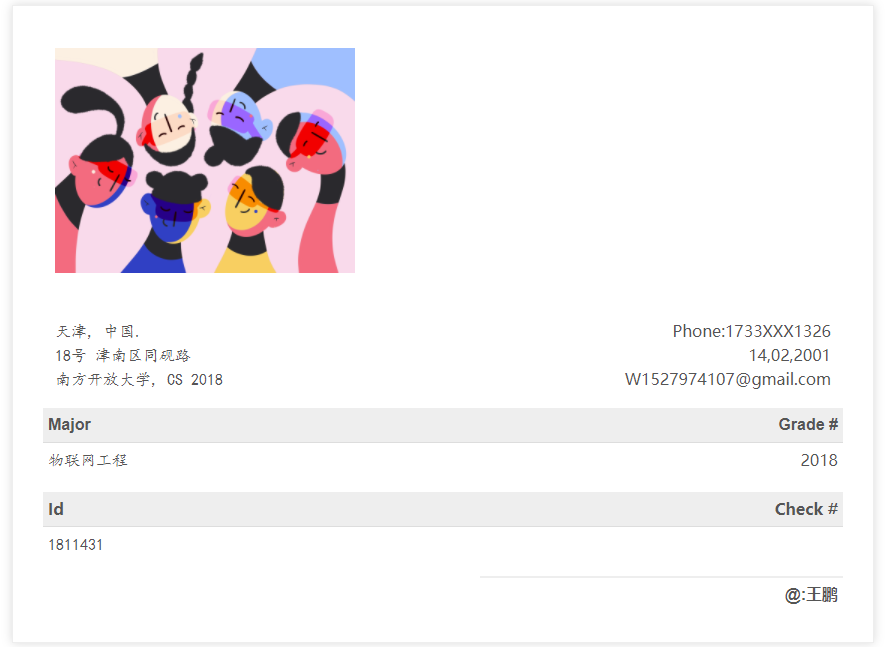 天津, 中国.
18号 津南区同砚路
南方开放大学, CS 2018
Phone:1733XXX1326
14,02,2001
W1527974107@gmail.com
Major Grade #
物联网工程 2018
Id Check #
1811431
@:王鹏